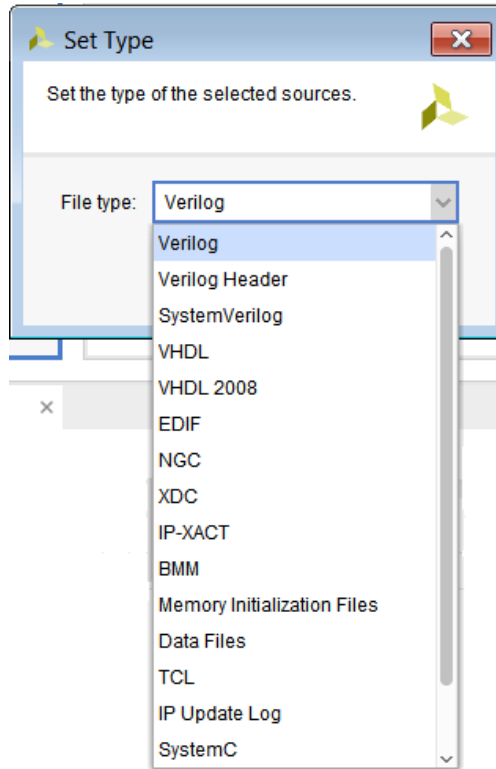 Set Type
Set the type of the selected sources.
File type: Verilog
Verilog
Verilog Header
SystemVerilog
VHDL
VHDL 2008
EDIF
NGC
XDC
IP-XACT
BMM
Memory Initialization Files
Data Files
TCL
IP Update Log
SystemC